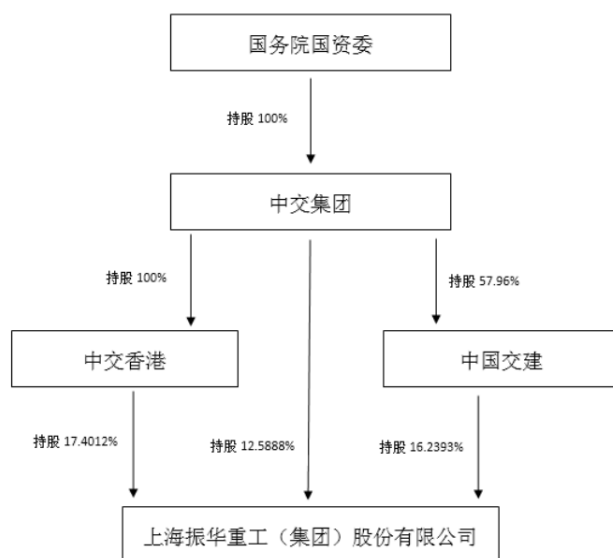 国务院国资委
持股 100%
中交集团
持股 100%
持股 57.96%
中交香港
中国交建
持股 17.4012%
持股 12.5888%
持股 16.2393%
上海振华重工（集团）股份有限公司